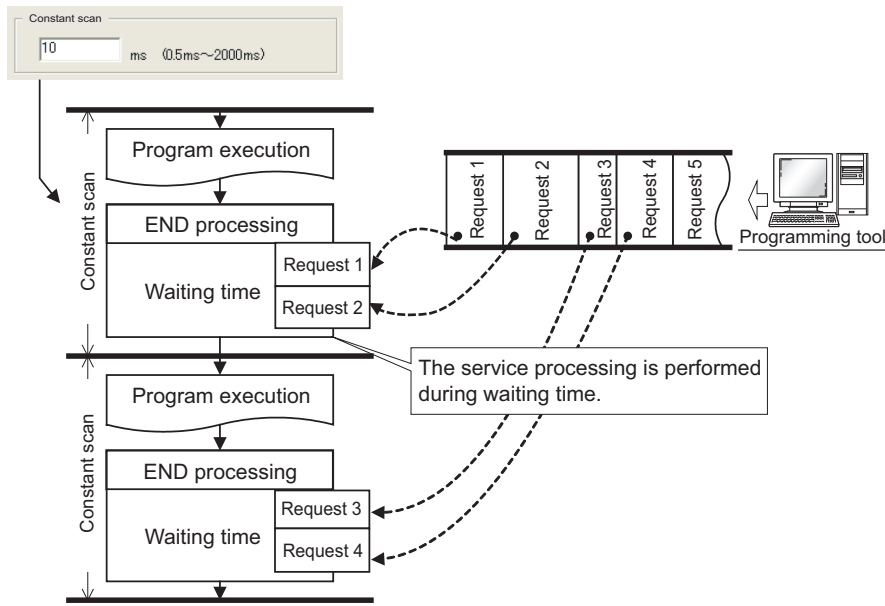 Constant scan
10
ms (0.5ms～2000ms)
Constant scan
Program execution
END processing
Waiting time
Request 1
Request 2
Request 1
Request 2
Request 3
Request 4
Request 5
Programming tool
The service processing is performed
during waiting time.
Constant scan
Program execution
END processing
Waiting time
Request 3
Request 4